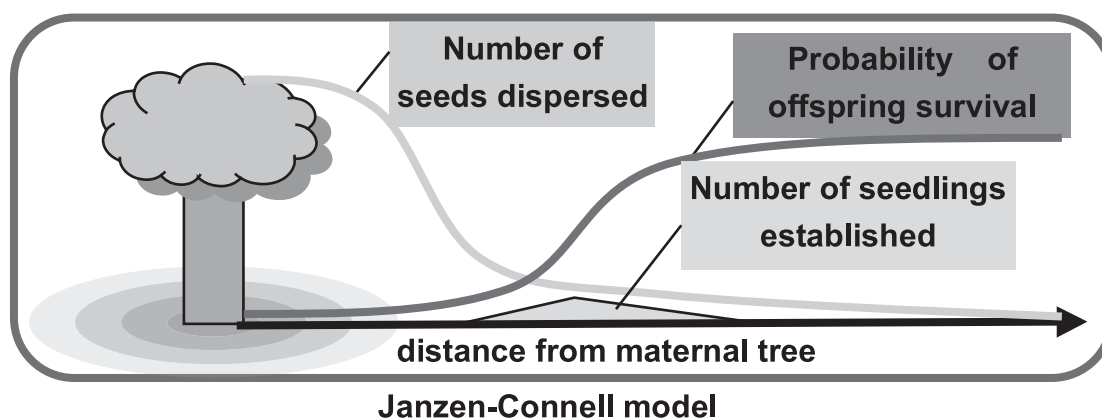 Number of
seeds dispersed
Probability of
offspring survival
Number of seedlings
established
distance from maternal tree
Janzen-Connell model